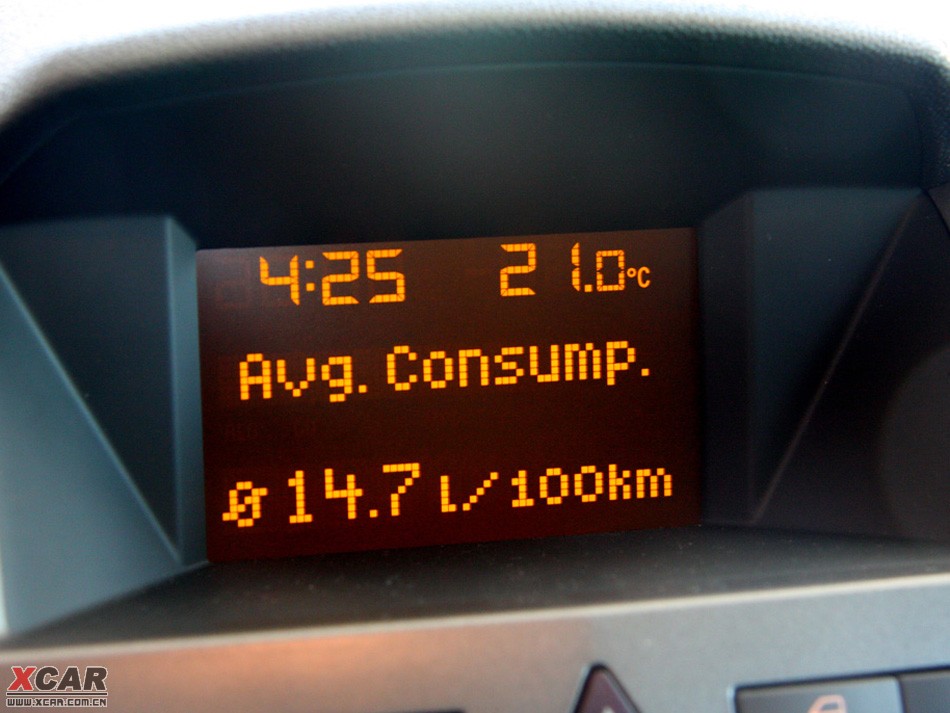 4:25 21.0°C
Avg. Consump.
Ø 14.7 l/100km
XCAR
WWW.XCAR.COM.CN